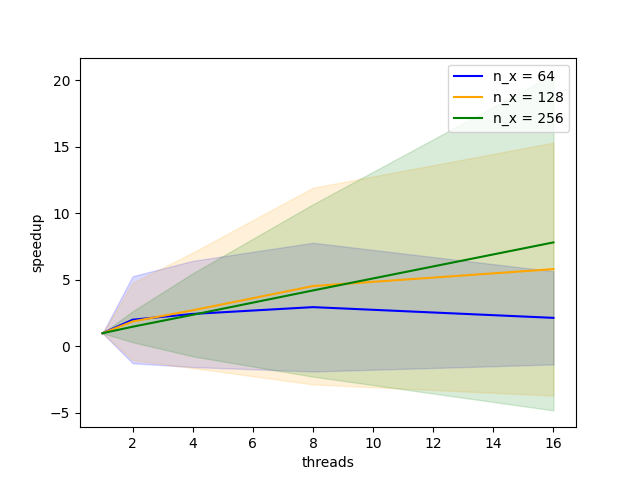 20
15
10
5
0
−5
speedup
n_x = 64
n_x = 128
n_x = 256
2 4 6 8 10 12 14 16
threads